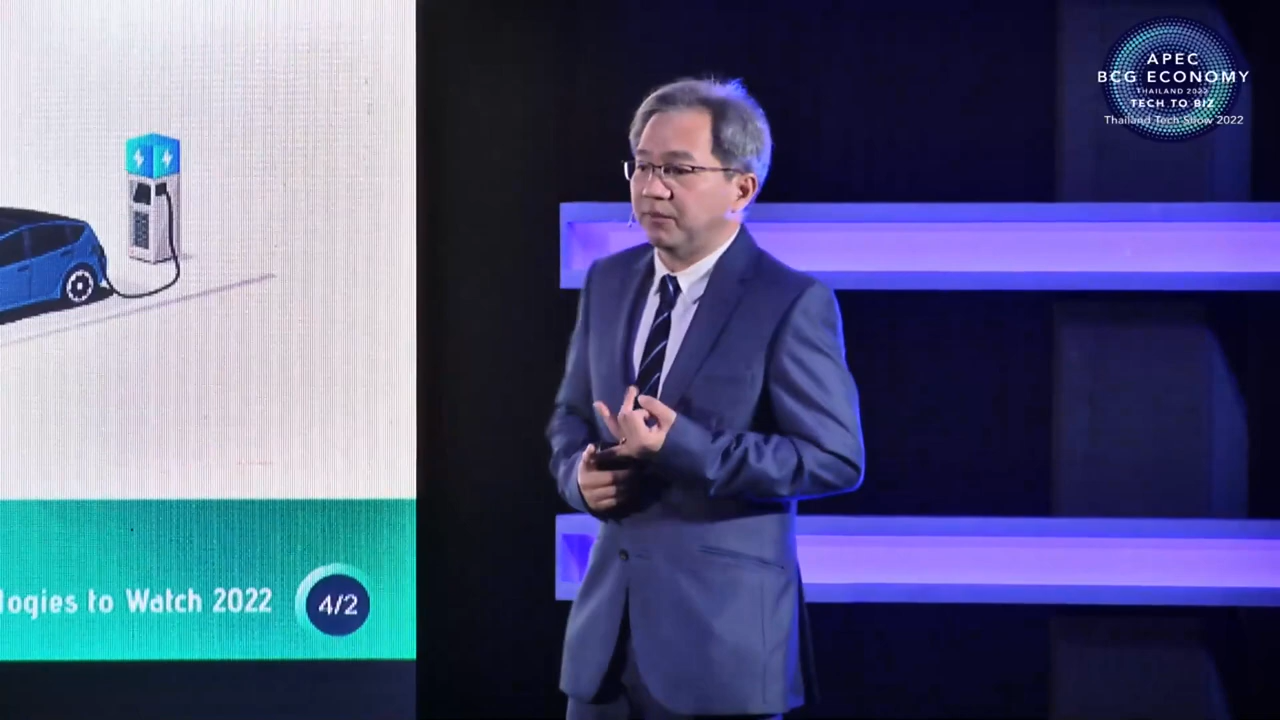 APEC
BCG ECONOMY
THAILAND 2022
TECH TO BIZ
Thailand Tech Show 2022
logies to Watch 2022
4/2